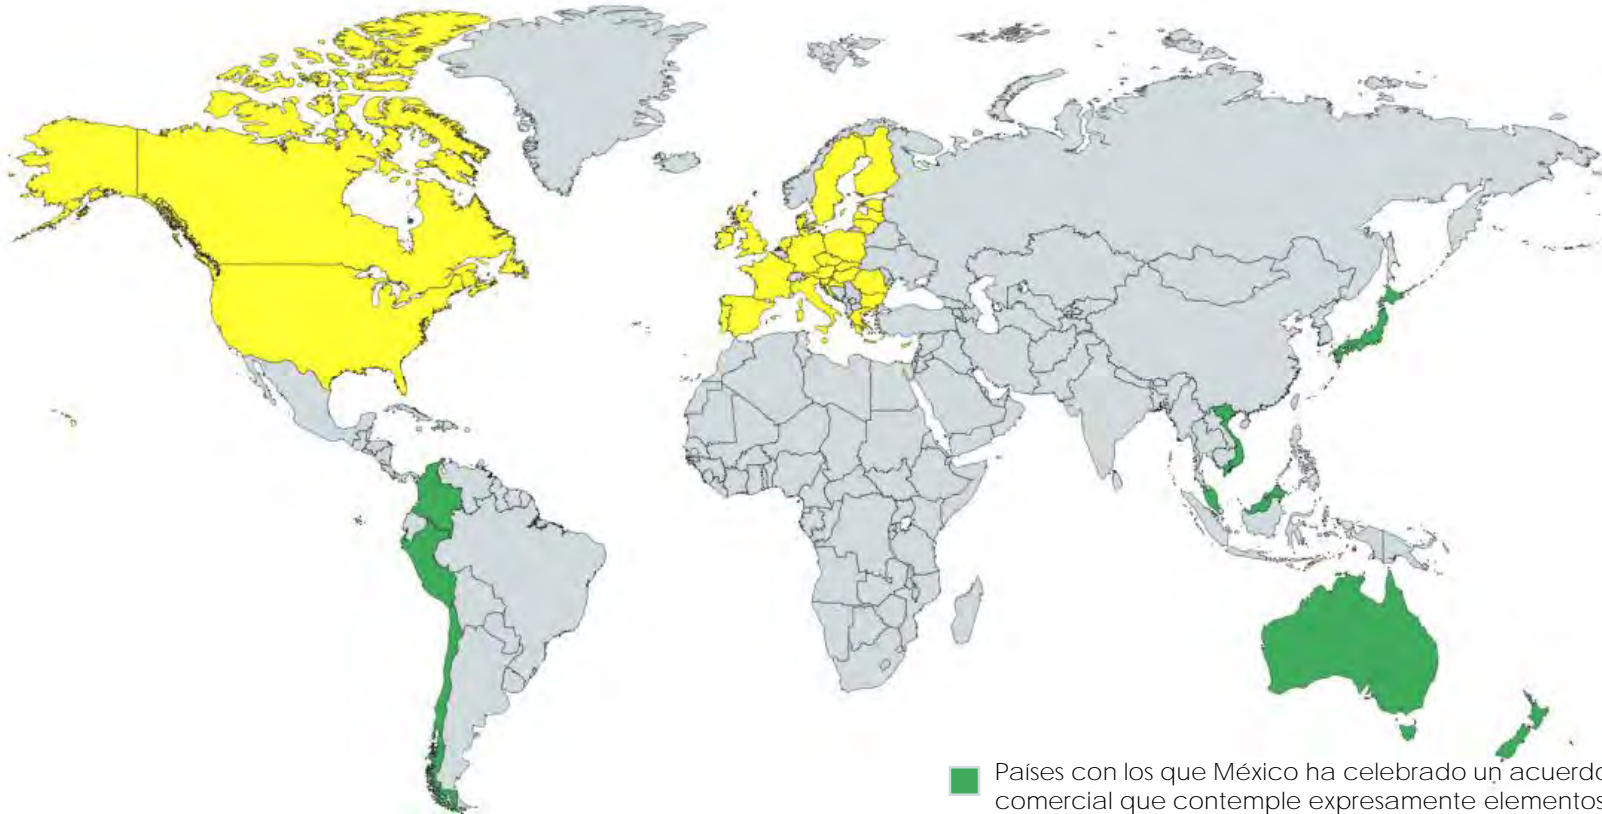 Países con los que México ha celebrado un acuerdo
comercial que contemple expresamente elementos